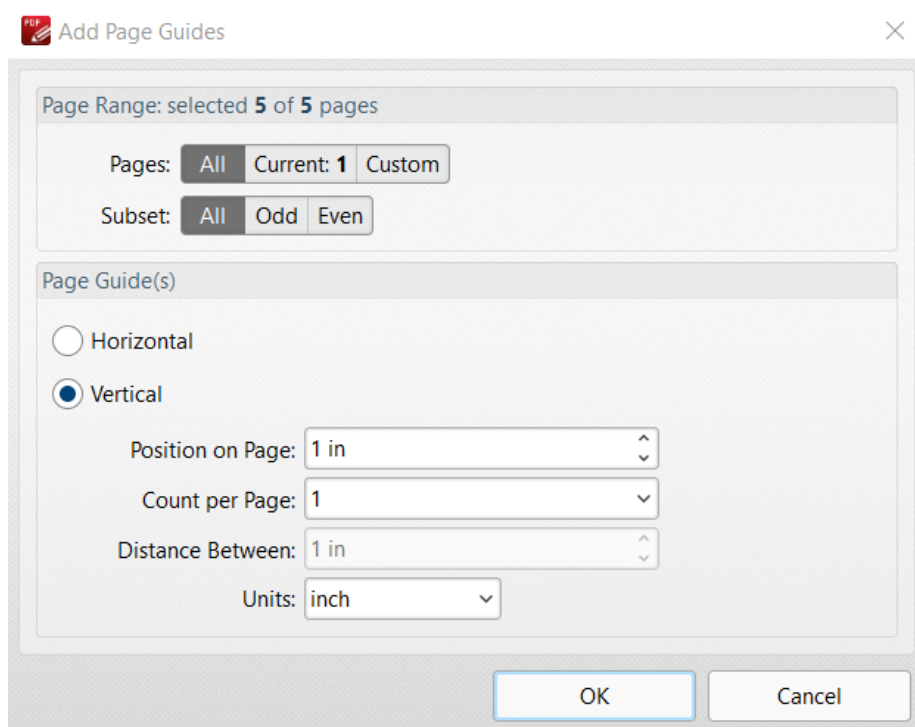 PDF
Add Page Guides
Page Range: selected 5 of 5 pages
Pages: All Current: 1 Custom
Subset: All Odd Even
Page Guide(s)
Horizontal
Vertical
Position on Page: 1 in
Count per Page: 1
Distance Between: 1 in
Units: inch
OK Cancel